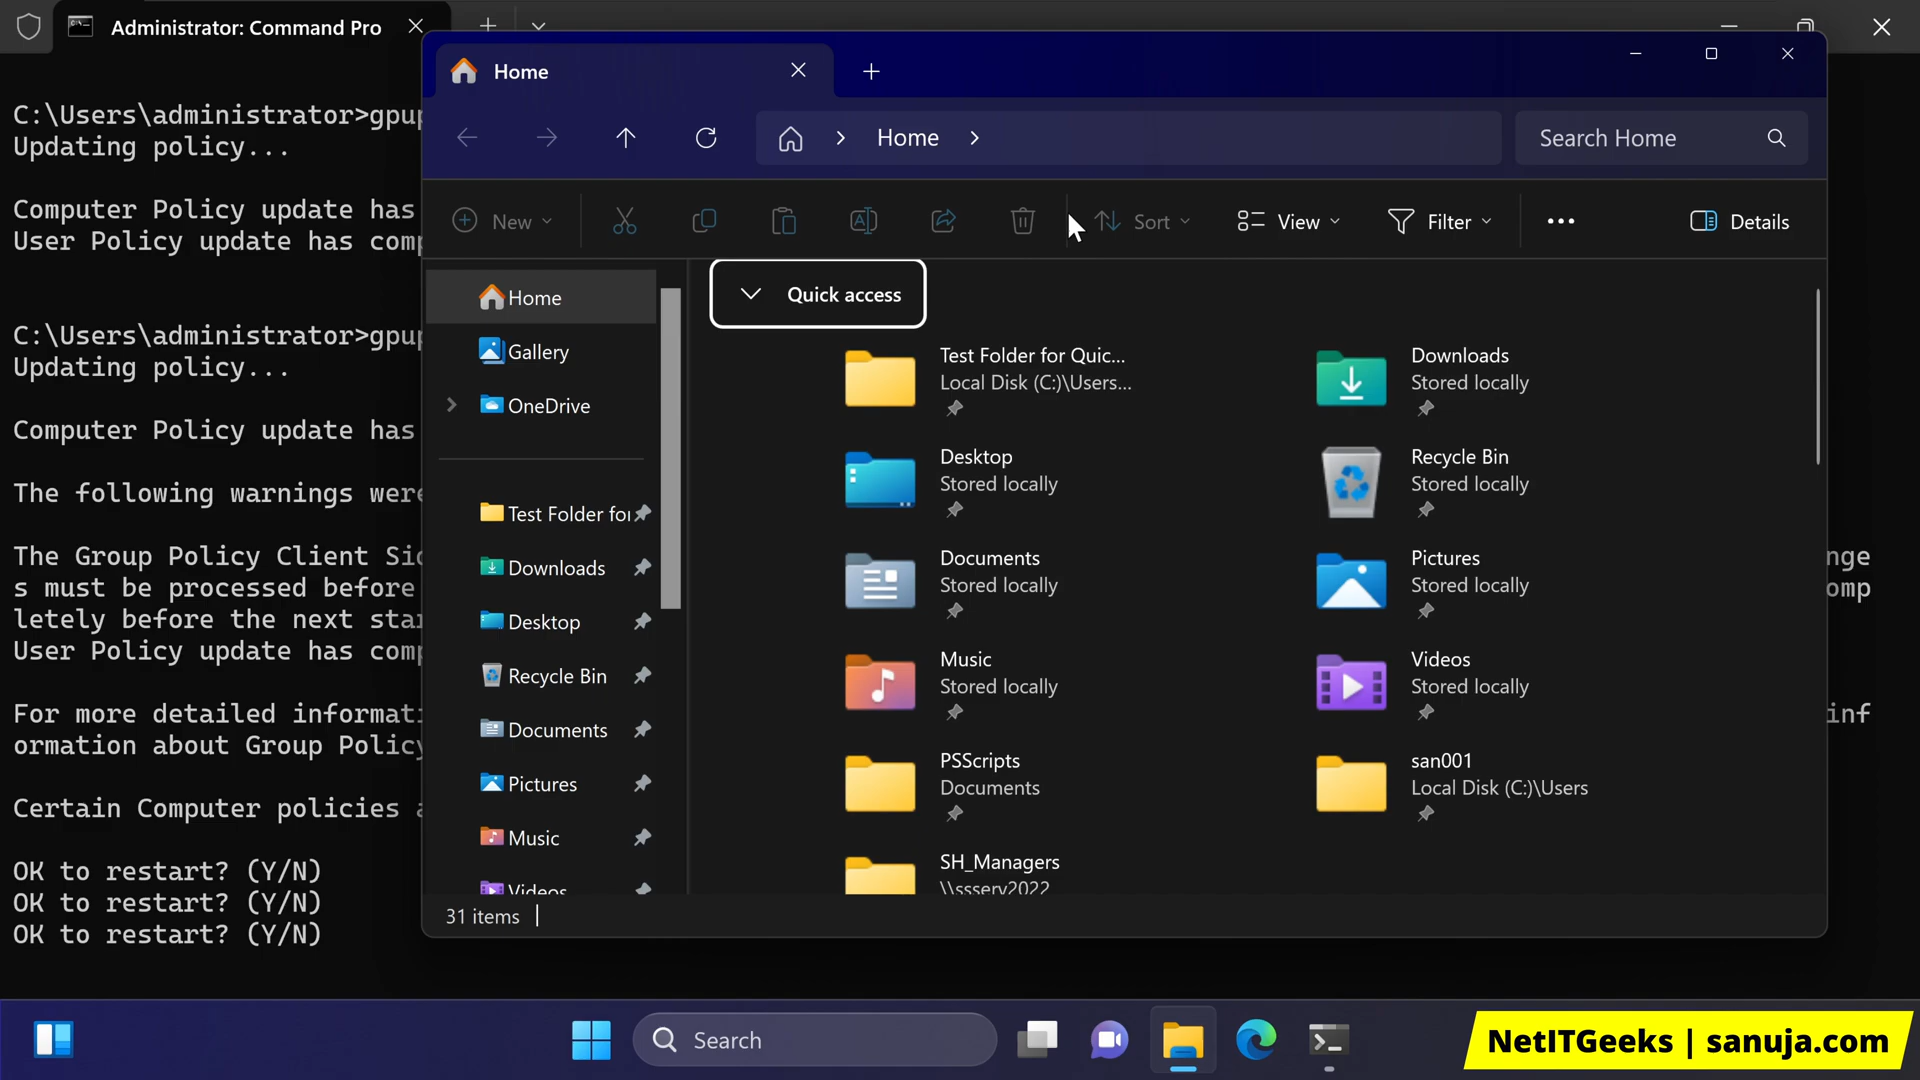 Administrator: Command Pro
C:\Users\administrator>gpup
Updating policy...
Computer Policy update has
User Policy update has comp
C:\Users\administrator>gpup
Updating policy...
Computer Policy update has
The following warnings were
The Group Policy Client Sid
nge
s must be processed before
omp
letely before the next star
User Policy update has comp
For more detailed informati
inf
ormation about Group Policy
Certain Computer policies a
OK to restart? (Y/N)
OK to restart? (Y/N)
OK to restart? (Y/N)
Home
Home
Search Home
New
Sort
View
Filter
Details
Home
Gallery
OneDrive
Test Folder for
Downloads
Desktop
Recycle Bin
Documents
Pictures
Music
Videos
Quick access
Test Folder for Quic...
Local Disk (C:)\Users...
Downloads
Stored locally
Desktop
Stored locally
Recycle Bin
Stored locally
Documents
Stored locally
Pictures
Stored locally
Music
Stored locally
Videos
Stored locally
PSScripts
Documents
san001
Local Disk (C:)\Users
SH_Managers
\\ssserv2022
31 items
Search
NetITGeeks | sanuja.com